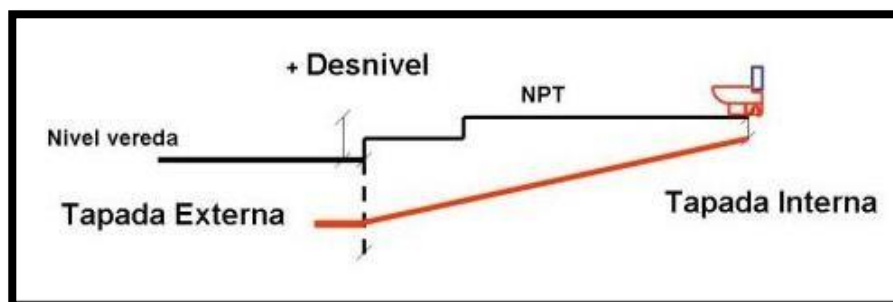 + Desnivel
NPT
Nivel vereda
Tapada Externa
Tapada Interna